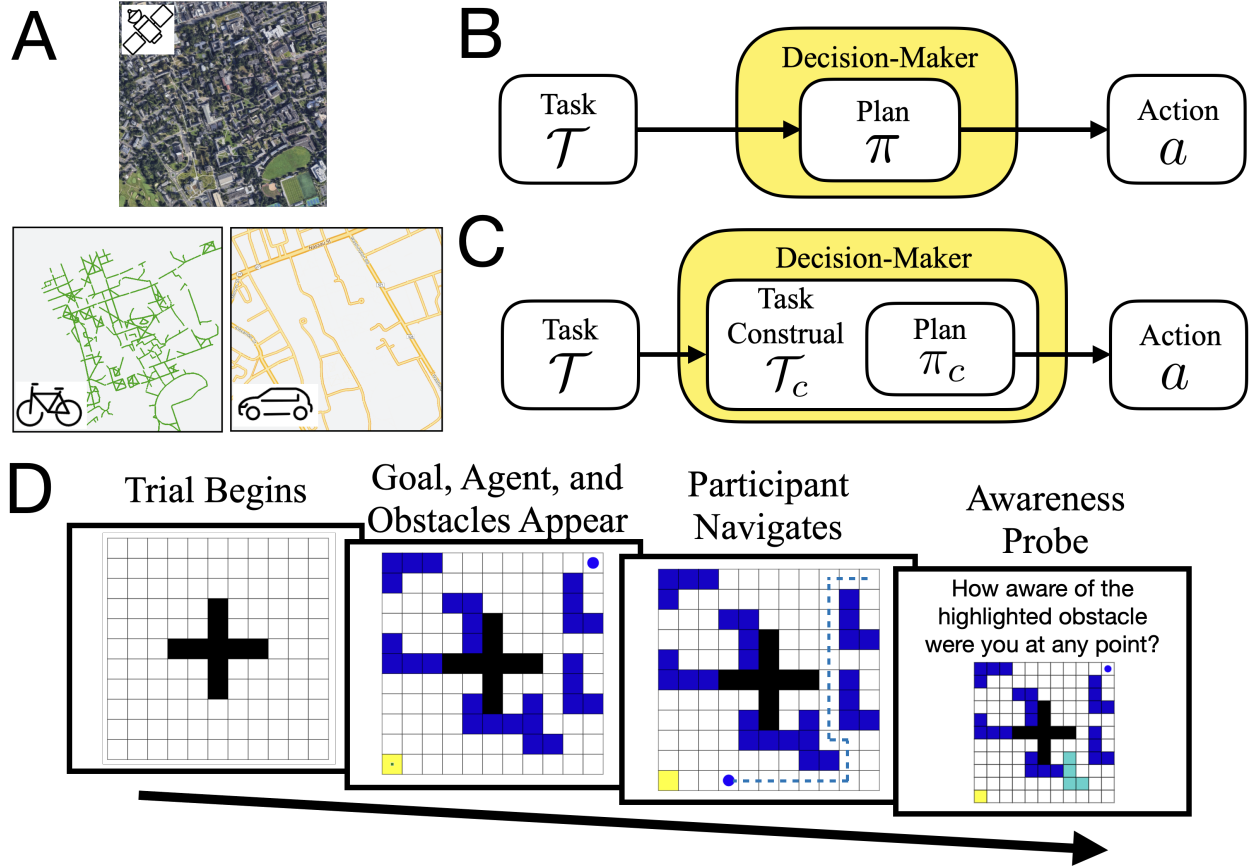 A
B
Decision-Maker
Task
𝒯
Plan
π
Action
a
C
Decision-Maker
Task
𝒯
Task
Construal
𝒯c
Plan
πc
Action
a
D
Trial Begins
Goal, Agent, and
Obstacles Appear
Participant
Navigates
Awareness
Probe
How aware of the
highlighted obstacle
were you at any point?